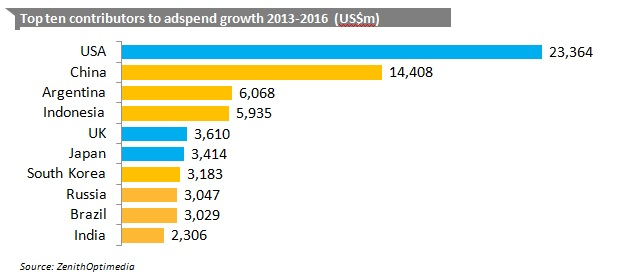 Top ten contributors to adspend growth 2013-2016 (US$m)
USA 23,364
China 14,408
Argentina 6,068
Indonesia 5,935
UK 3,610
Japan 3,414
South Korea 3,183
Russia 3,047
Brazil 3,029
India 2,306
Source: ZenithOptimedia